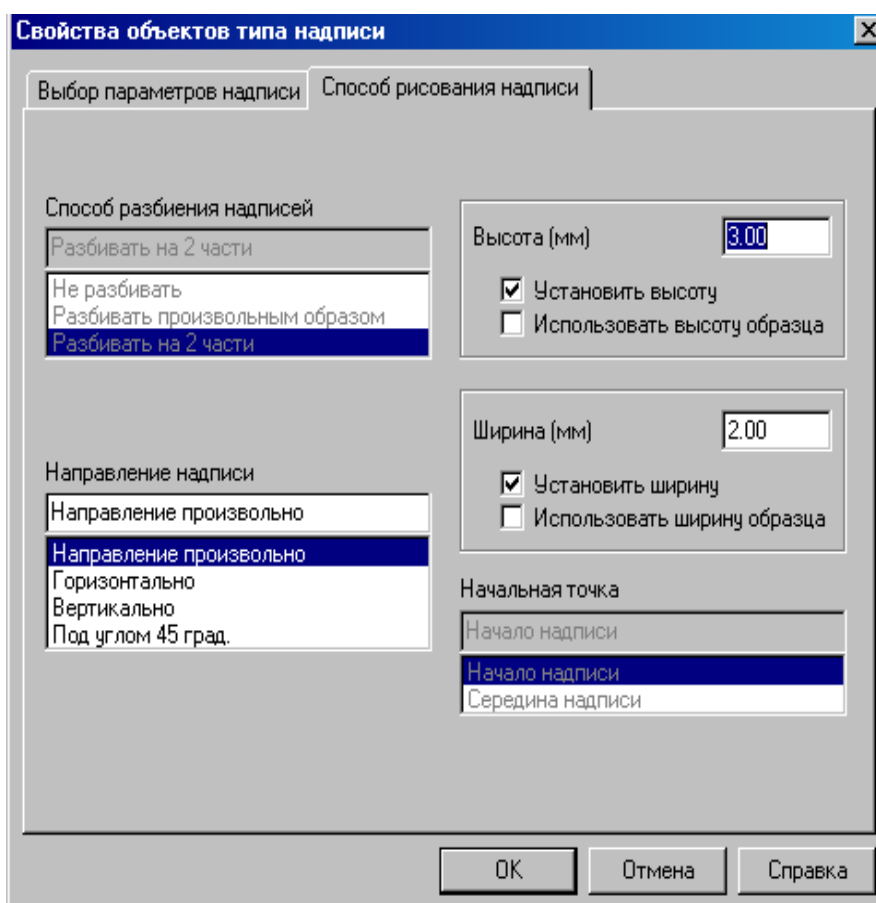 Свойства объектов типа надписи
Выбор параметров надписи
Способ рисования надписи
Способ разбиения надписей
Разбивать на 2 части
Не разбивать
Разбивать произвольным образом
Разбивать на 2 части
Направление надписи
Направление произвольно
Направление произвольно
Горизонтально
Вертикально
Под углом 45 град.
Высота (мм) 3.00
Установить высоту
Использовать высоту образца
Ширина (мм) 2.00
Установить ширину
Использовать ширину образца
Начальная точка
Начало надписи
Начало надписи
Середина надписи
OK Отмена Справка